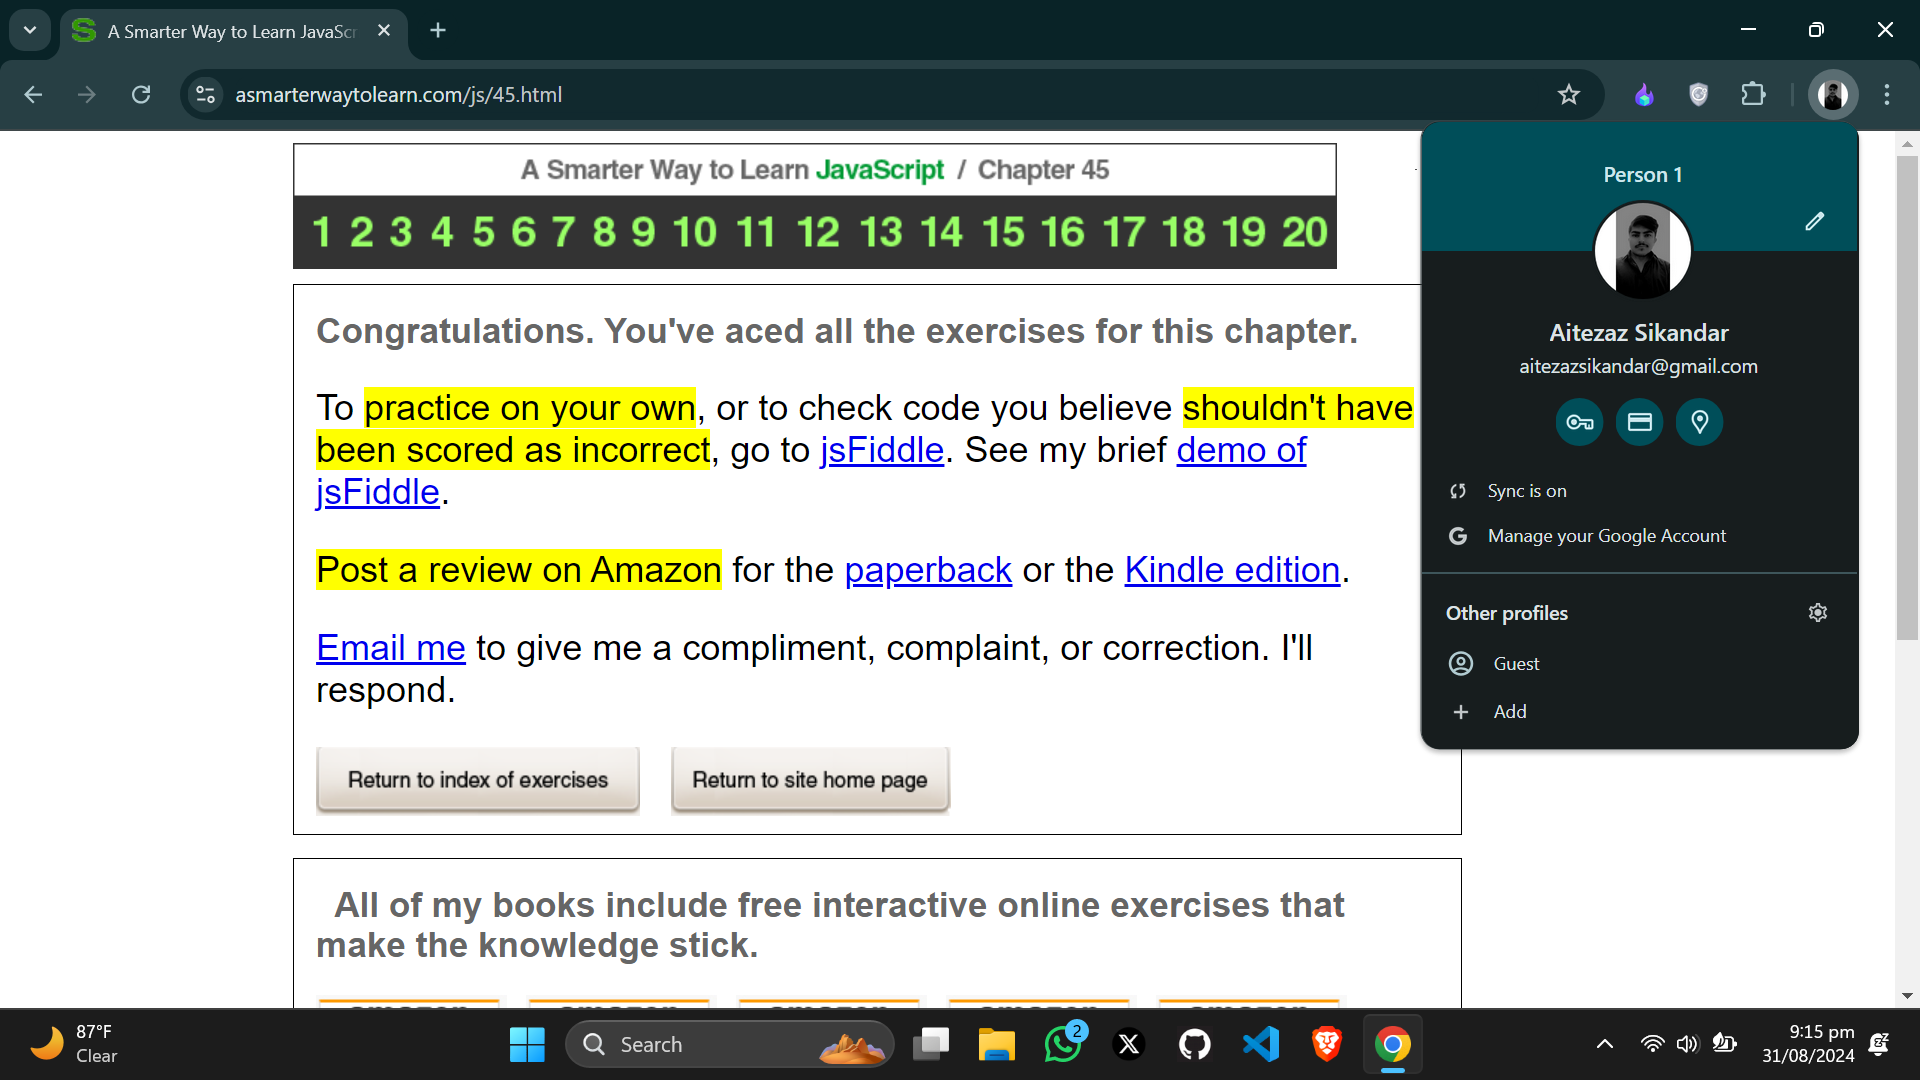 A Smarter Way to Learn JavaScr
asmarterwaytolearn.com/js/45.html
A Smarter Way to Learn JavaScript / Chapter 45
1 2 3 4 5 6 7 8 9 10 11 12 13 14 15 16 17 18 19 20
Congratulations. You've aced all the exercises for this chapter.
To practice on your own, or to check code you believe shouldn't have
been scored as incorrect, go to jsFiddle. See my brief demo of
jsFiddle.
Post a review on Amazon for the paperback or the Kindle edition.
Email me to give me a compliment, complaint, or correction. I'll
respond.
Return to index of exercises
Return to site home page
All of my books include free interactive online exercises that
make the knowledge stick.
Person 1
Aitezaz Sikandar
aitezazsikandar@gmail.com
Sync is on
G Manage your Google Account
Other profiles
Guest
Add
87°F
Clear
Search
2
9:15 pm
31/08/2024